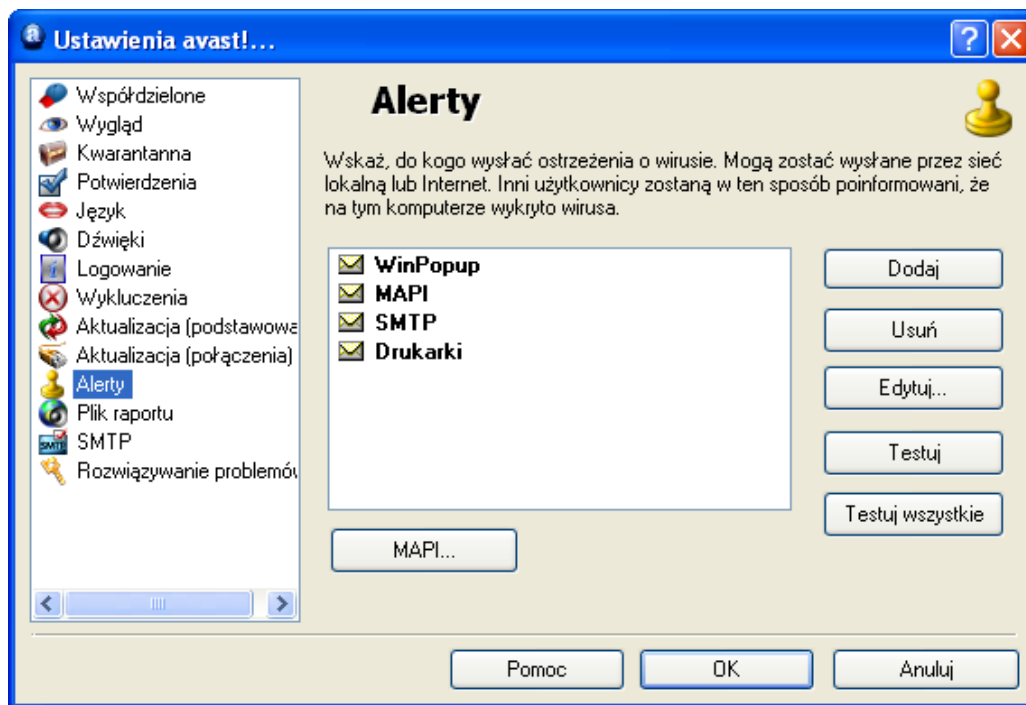 Ustawienia avast!...
Współdzielone
Wygląd
Kwarantanna
Potwierdzenia
Język
Dźwięki
Logowanie
Wykluczenia
Aktualizacja (podstawowa
Aktualizacja (połączenia)
Alerty
Plik raportu
SMTP
Rozwiązywanie problemów
Alerty
Wskaż, do kogo wysłać ostrzeżenia o wirusie. Mogą zostać wysłane przez sieć
lokalną lub Internet. Inni użytkownicy zostaną w ten sposób poinformowani, że
na tym komputerze wykryto wirusa.
WinPopup
MAPI
SMTP
Drukarki
Dodaj
Usuń
Edytuj...
Testuj
Testuj wszystkie
MAPI...
Pomoc
OK
Anuluj